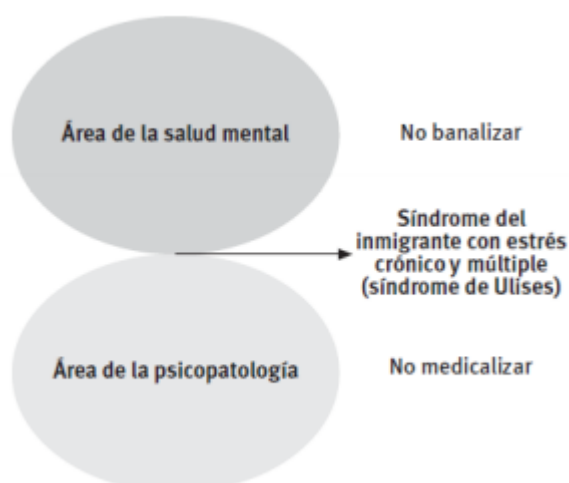 Área de la salud mental
No banalizar
Síndrome del
inmigrante con estrés
crónico y múltiple
(síndrome de Ulises)
Área de la psicopatología
No medicalizar